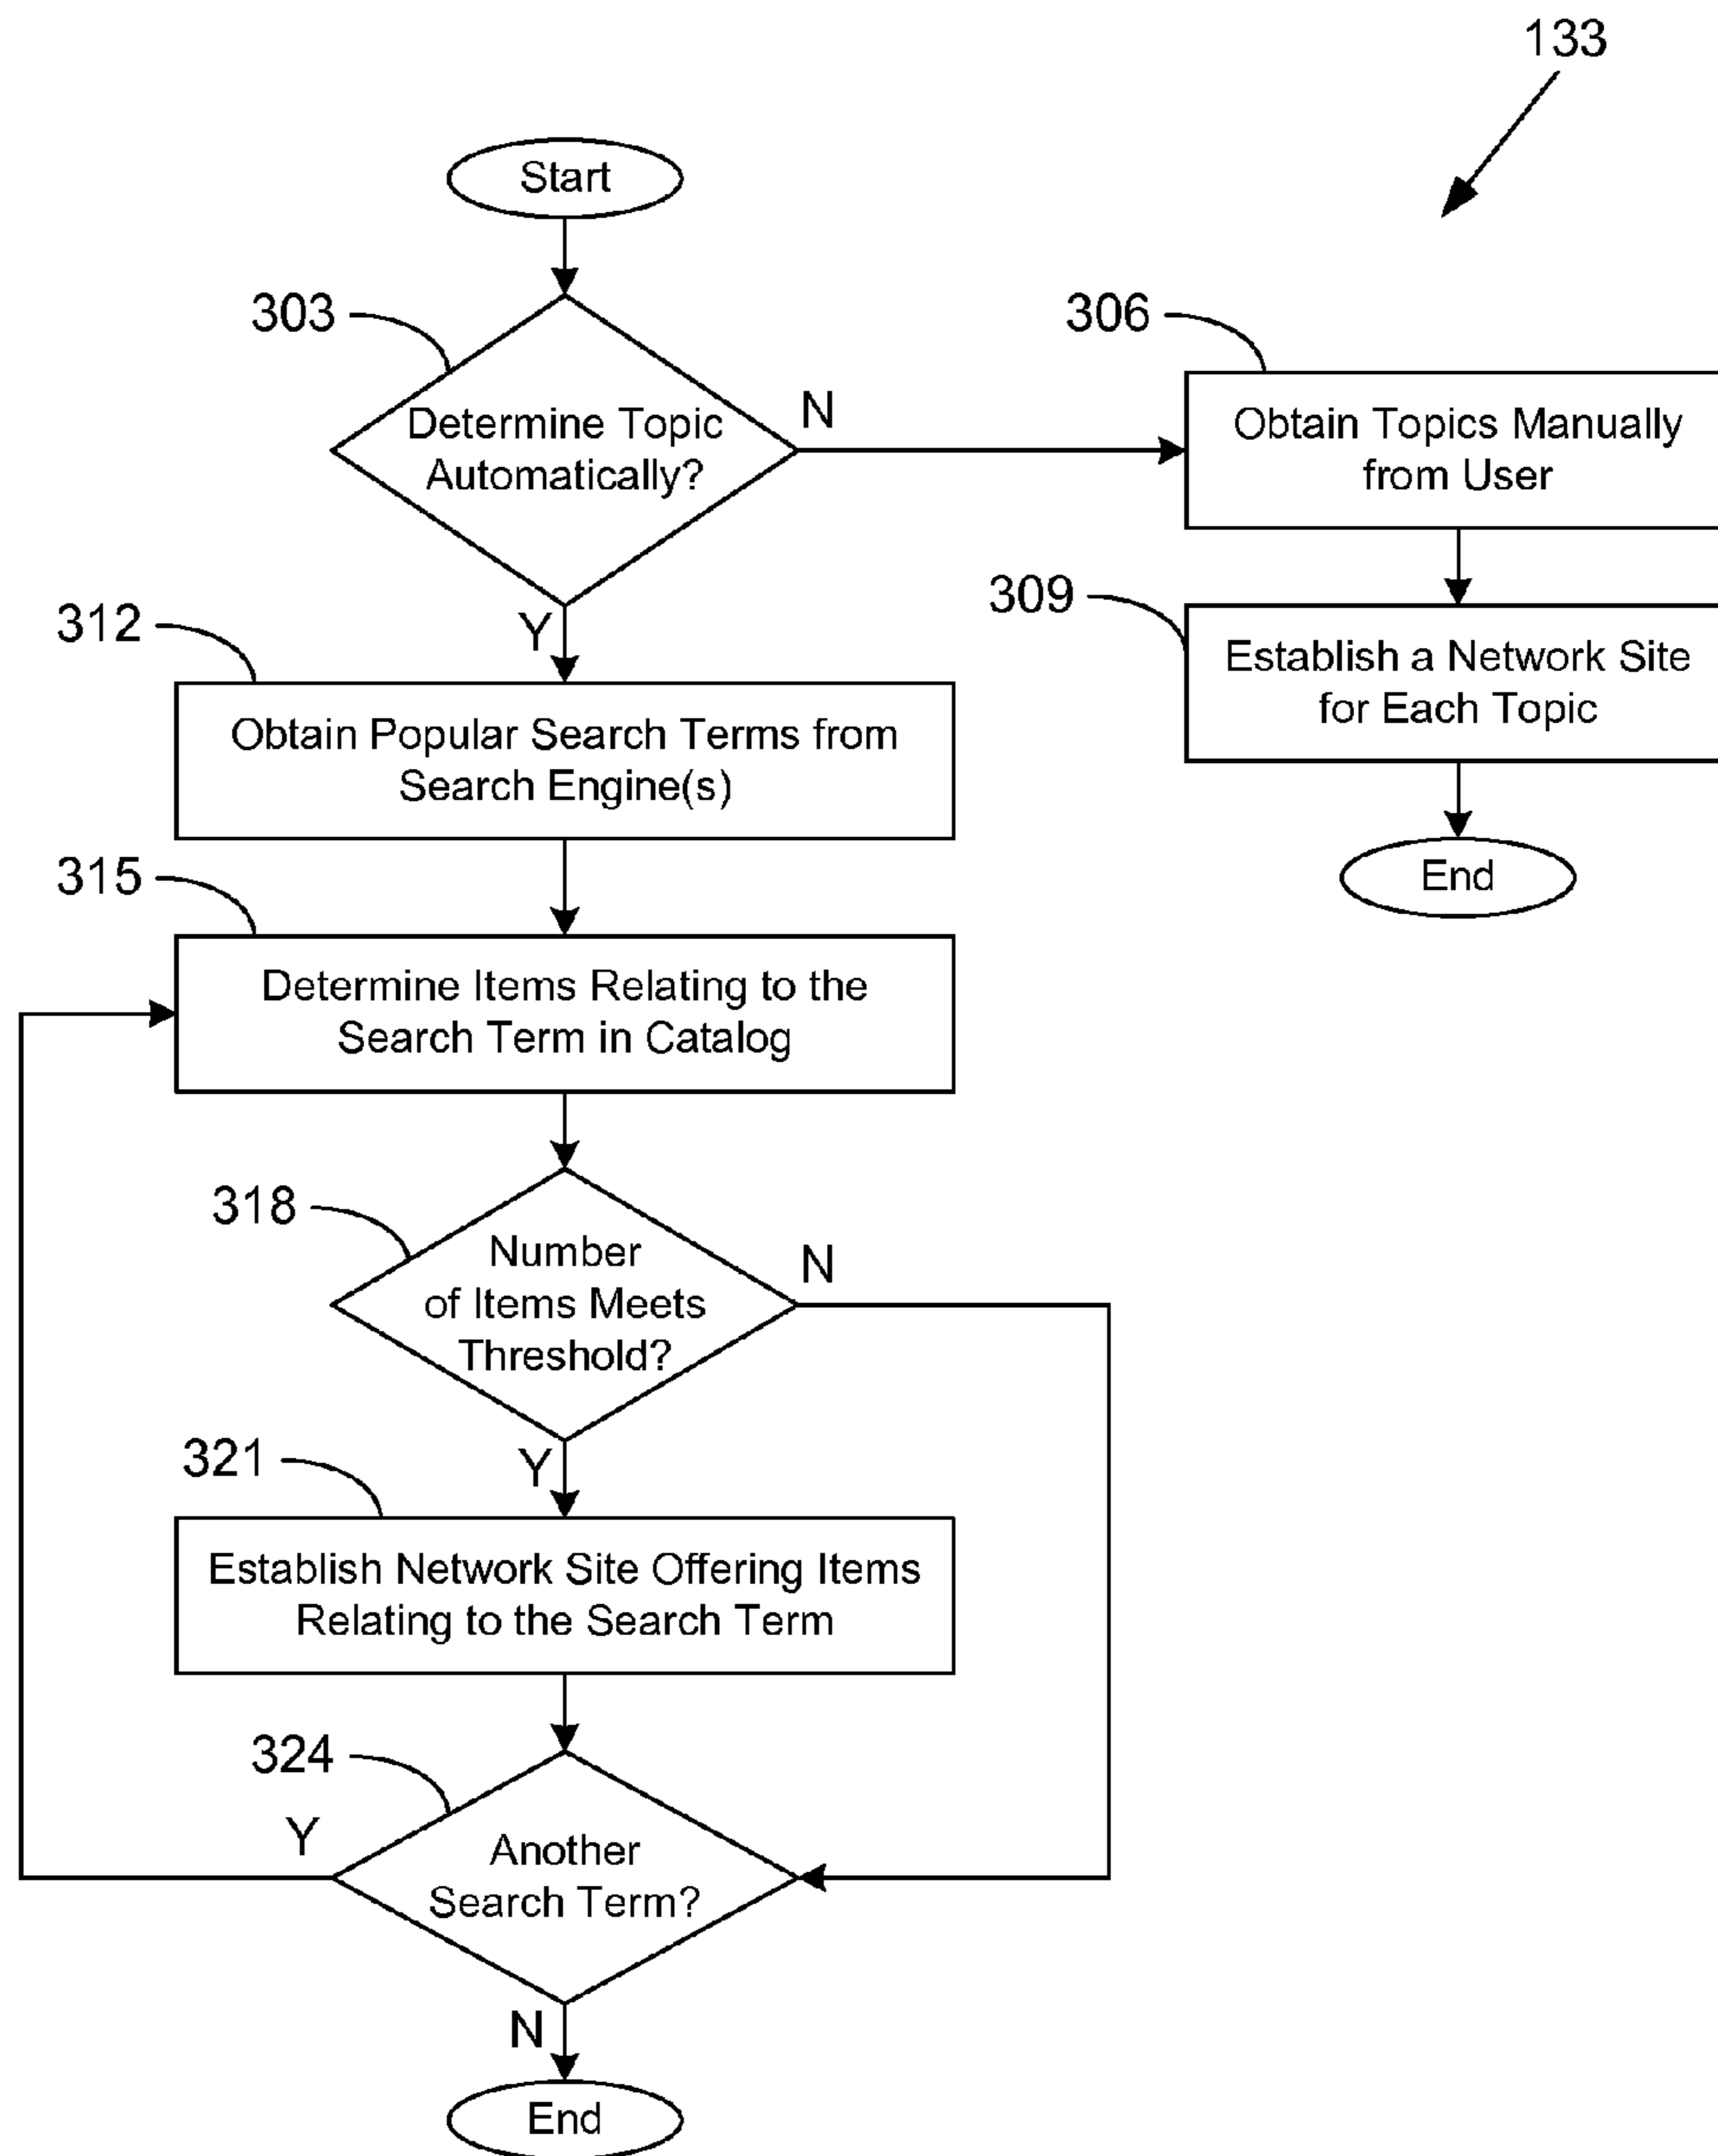 133
Start
303
Determine Topic
Automatically?
N
306
Obtain Topics Manually
from User
309
Establish a Network Site
for Each Topic
End
Y
312
Obtain Popular Search Terms from
Search Engine(s)
315
Determine Items Relating to the
Search Term in Catalog
318
Number
of Items Meets
Threshold?
N
Y
321
Establish Network Site Offering Items
Relating to the Search Term
324
Another
Search Term?
Y
N
End